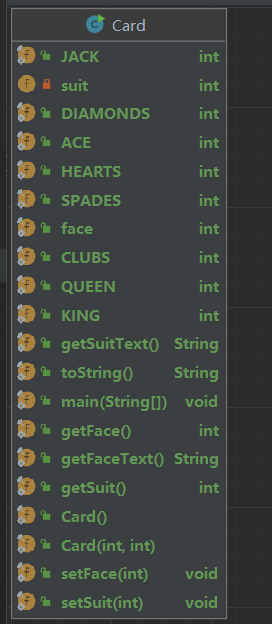 Card
JACK int
suit int
DIAMONDS int
ACE int
HEARTS int
SPADES int
face int
CLUBS int
QUEEN int
KING int
getSuitText() String
toString() String
main(String[]) void
getFace() int
getFaceText() String
getSuit() int
Card()
Card(int, int)
setFace(int) void
setSuit(int) void